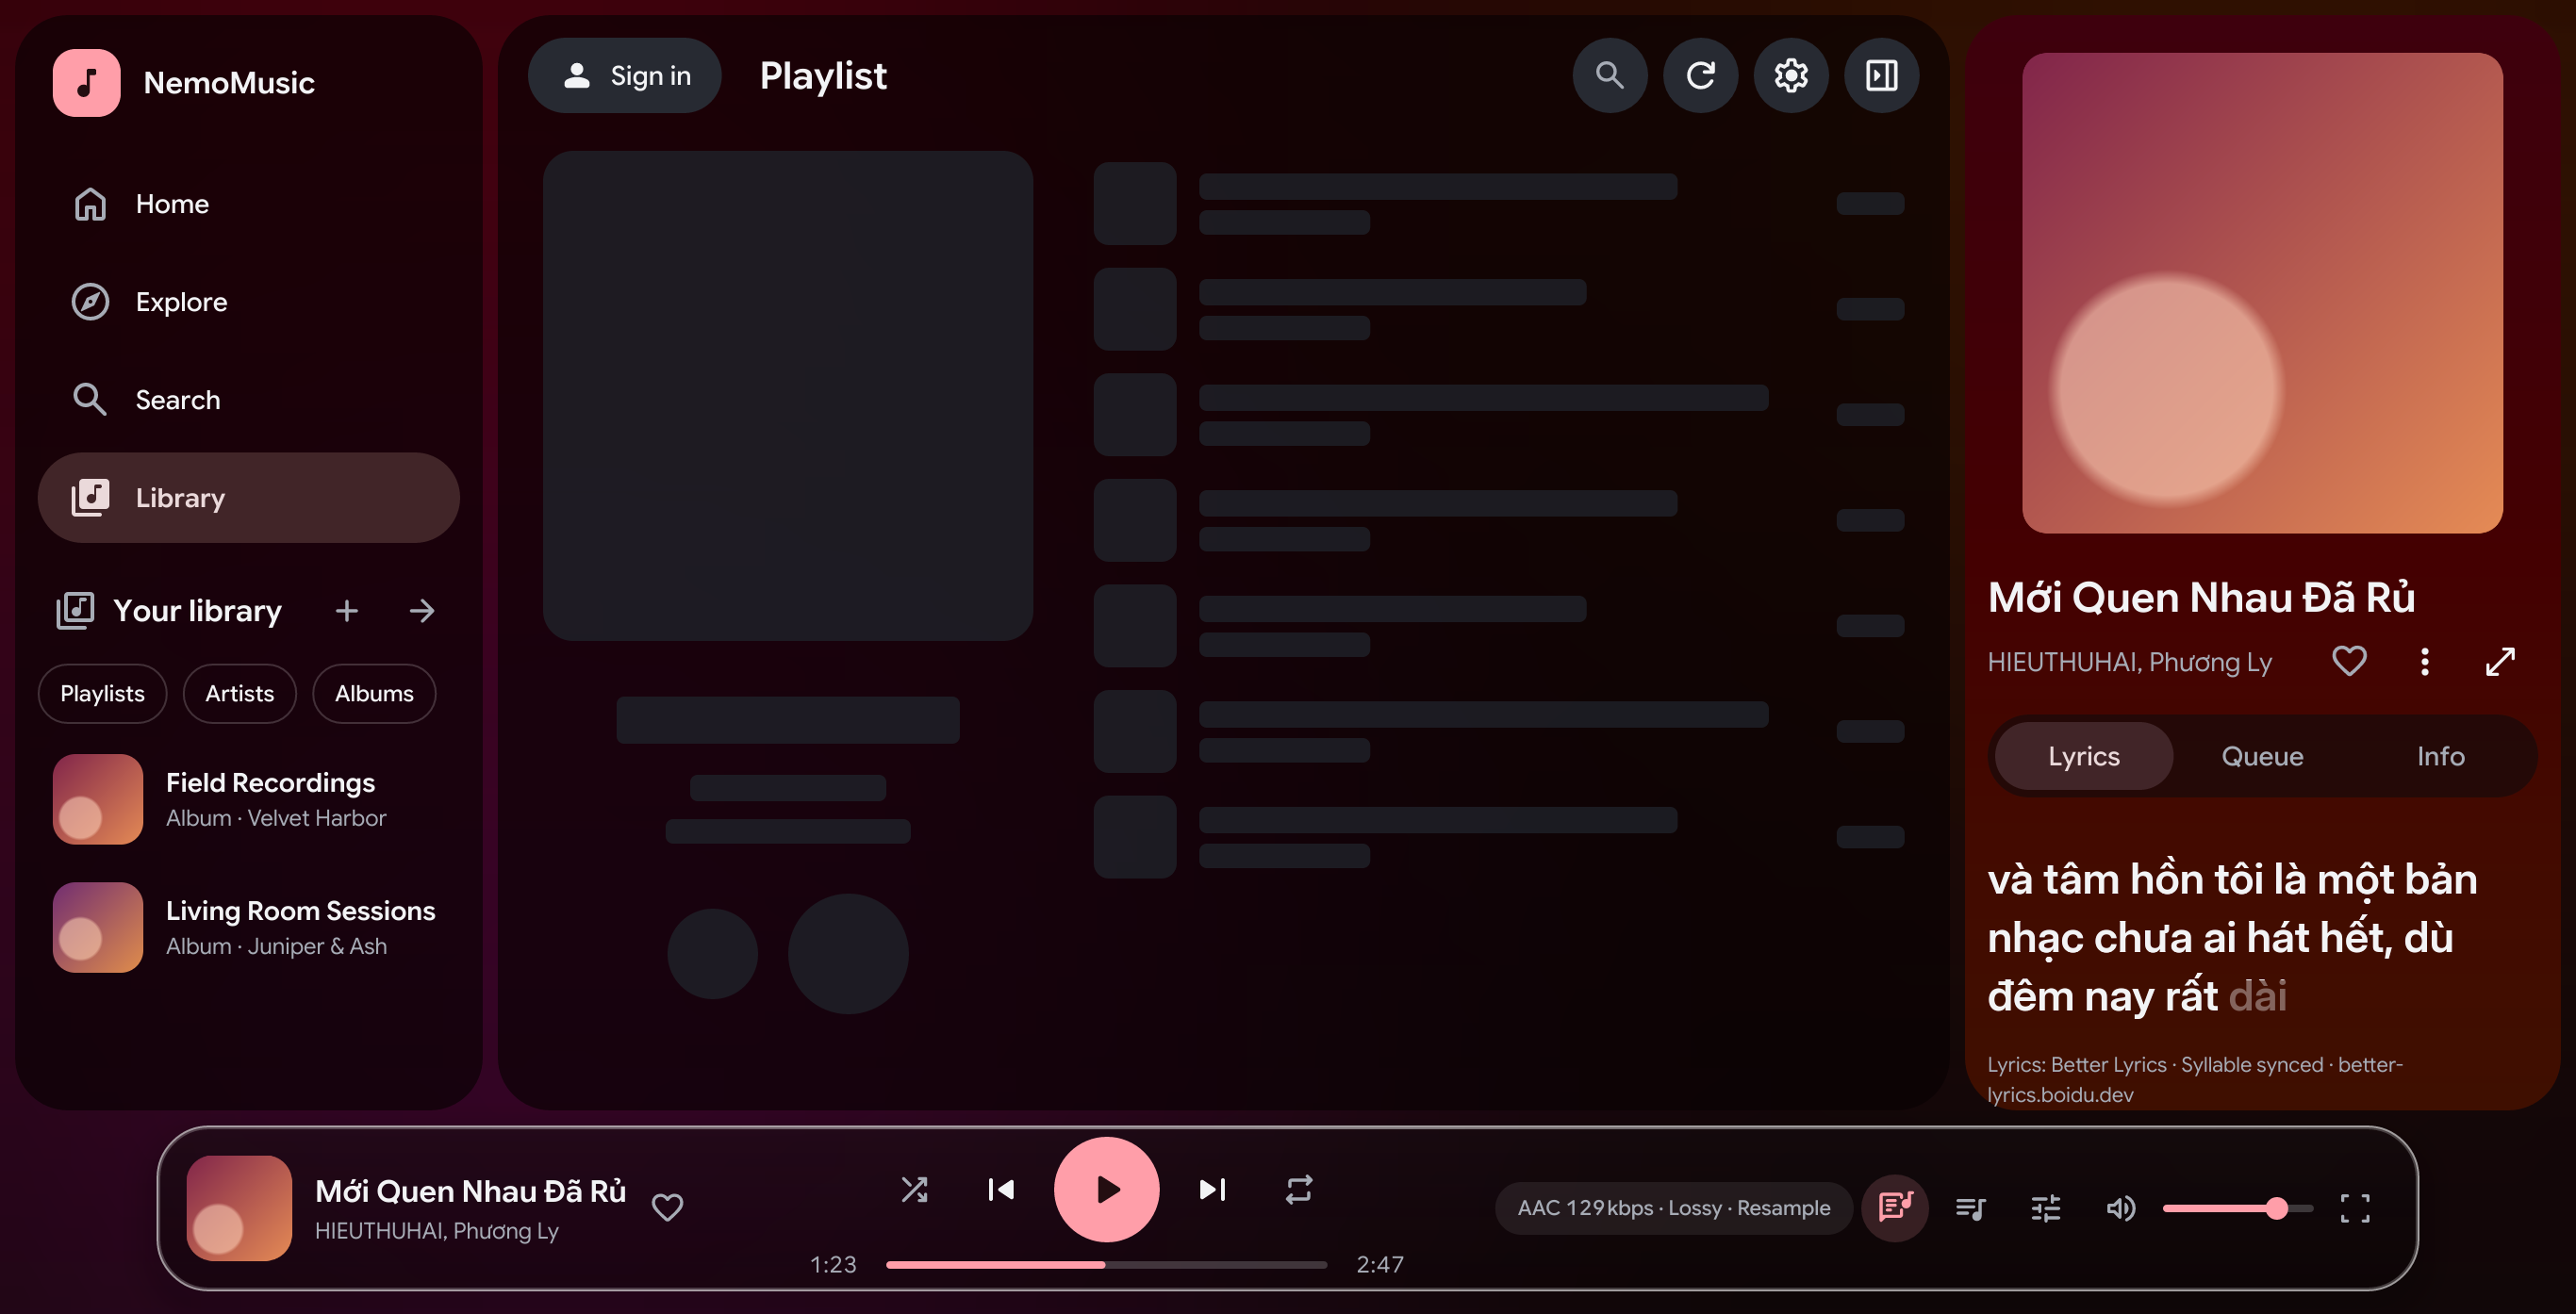 NemoMusic
Home
Explore
Search
Library
Your library
Playlists Artists Albums
Field Recordings
Album · Velvet Harbor
Living Room Sessions
Album · Juniper & Ash
Sign in
Playlist
Mới Quen Nhau Đã Rủ
HIEUTHUHAI, Phương Ly
Lyrics Queue Info
và tâm hồn tôi là một bản
nhạc chưa ai hát hết, dù
đêm nay rất dài
Lyrics: Better Lyrics · Syllable synced · better-
lyrics.boidu.dev
Mới Quen Nhau Đã Rủ
HIEUTHUHAI, Phương Ly
1:23
2:47
AAC 129kbps · Lossy · Resample